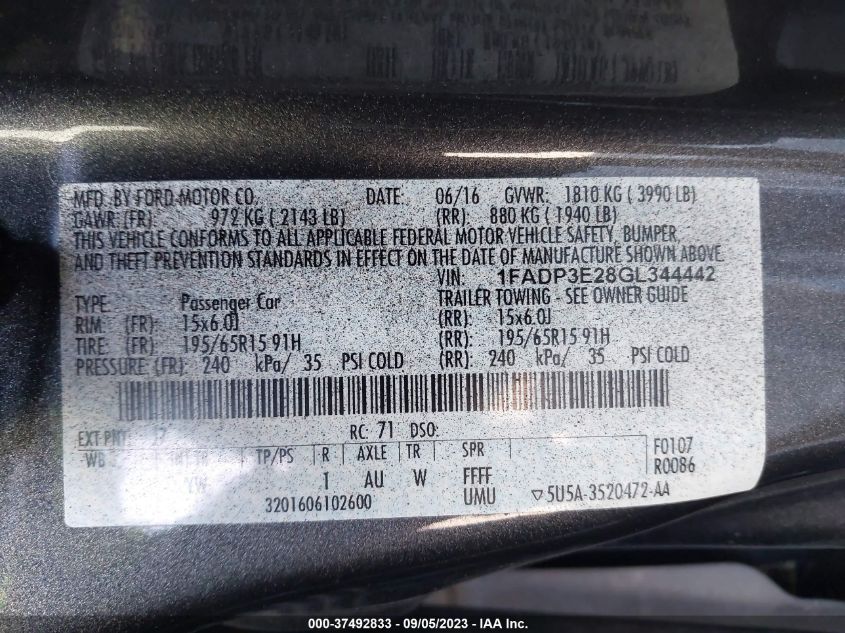 MFD. BY FORD MOTOR CO. DATE: 06/16 GVWR: 1810 KG ( 3990 LB)
GAWR (FR): 972 KG ( 2143 LB) (RR): 880 KG ( 1940 LB)
THIS VEHICLE CONFORMS TO ALL APPLICABLE FEDERAL MOTOR VEHICLE SAFETY, BUMPER,
AND THEFT PREVENTION STANDARDS IN EFFECT ON THE DATE OF MANUFACTURE SHOWN ABOVE.
VIN: 1FADP3E28GL344442
TYPE: Passenger Car TRAILER TOWING - SEE OWNER GUIDE
RIM: (FR): 15x6.0J (RR): 15x6.0J
TIRE: (FR): 195/65R15 91H (RR): 195/65R15 91H
PRESSURE: (FR): 240 kPa/ 35 PSI COLD (RR): 240 kPa/ 35 PSI COLD
EXT PNT: RC: 71 DSO:
WB INT TR TP/PS R AXLE TR SPR F0107
YW 1 AU W FFFF R0086
3201606102600 UMU ▽5U5A-3520472-AA
000-37492833 - 09/05/2023 - IAA Inc.